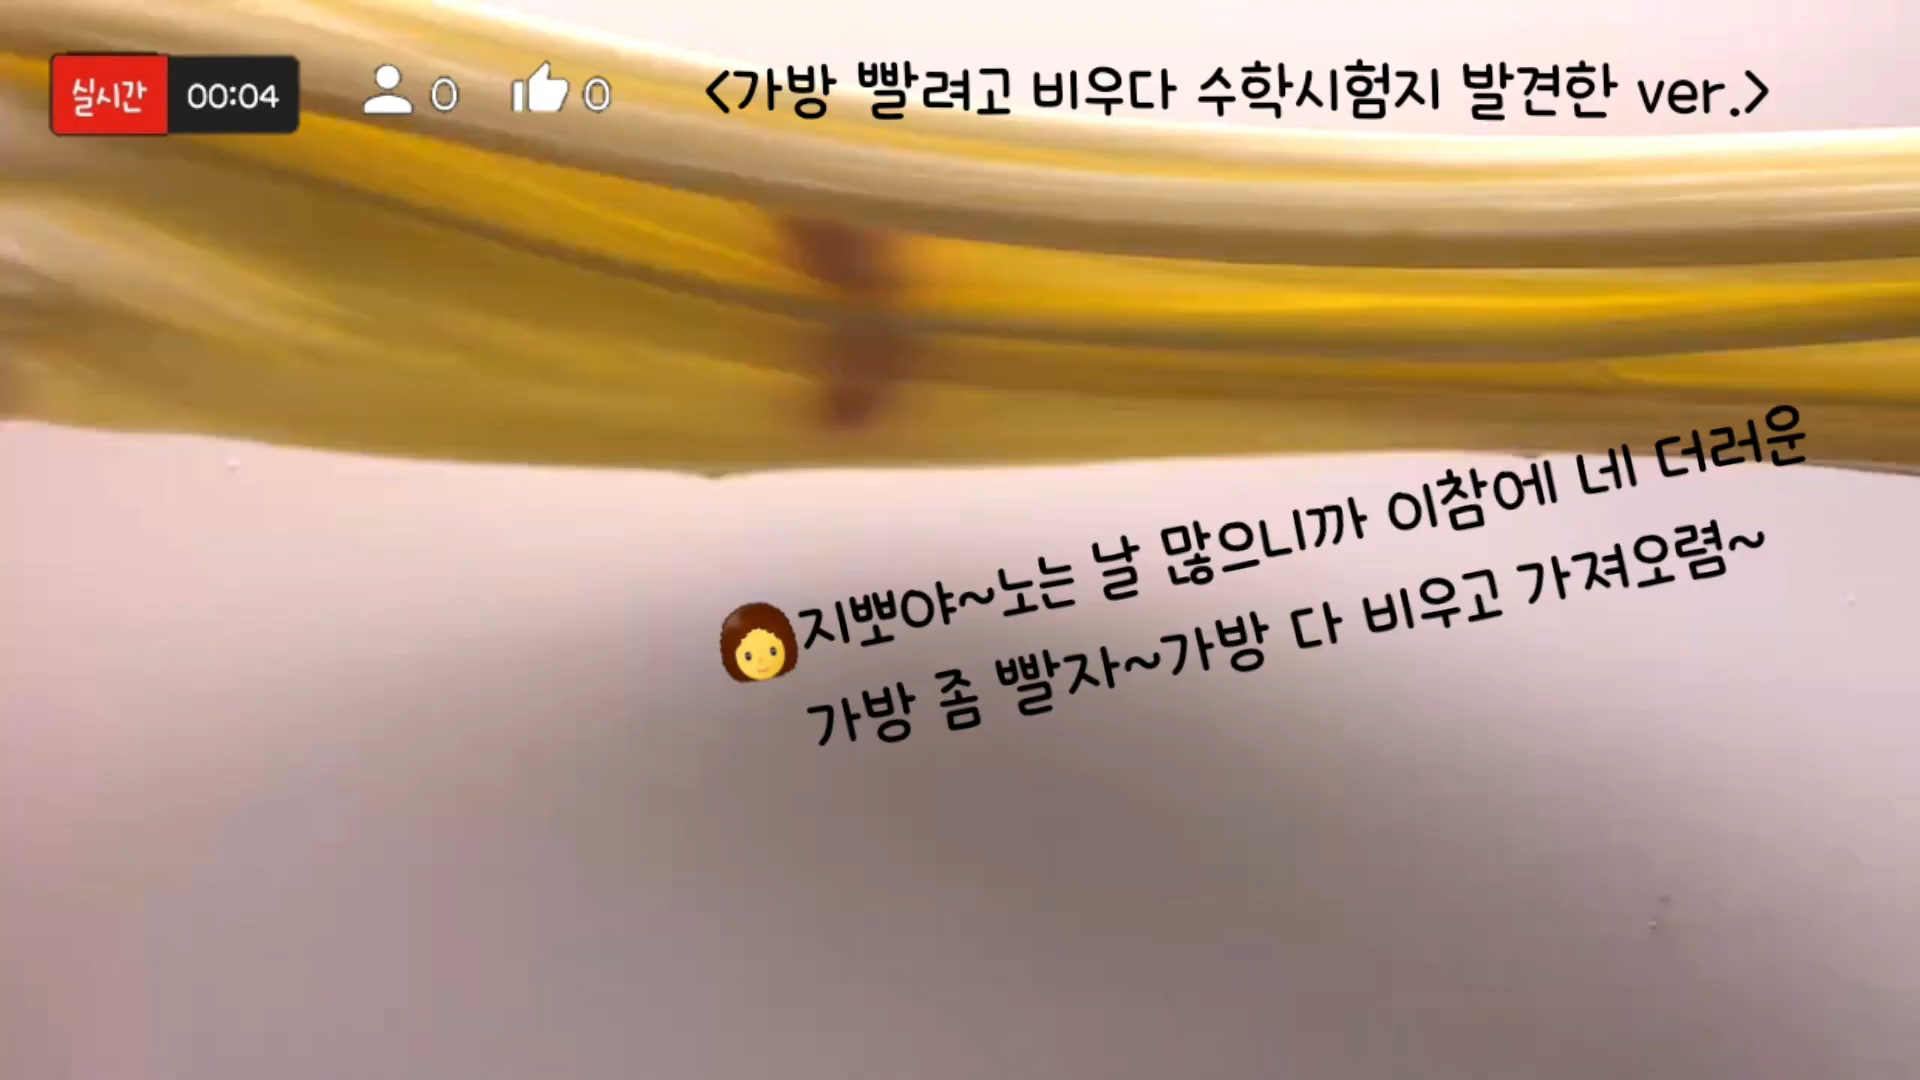 실시간 00:04 0 0 <가방 빨려고 비우다 수학시험지 발견한 ver.>
지뽀야~노는 날 많으니까 이참에 네 더러운
가방 좀 빨자~가방 다 비우고 가져오렴~